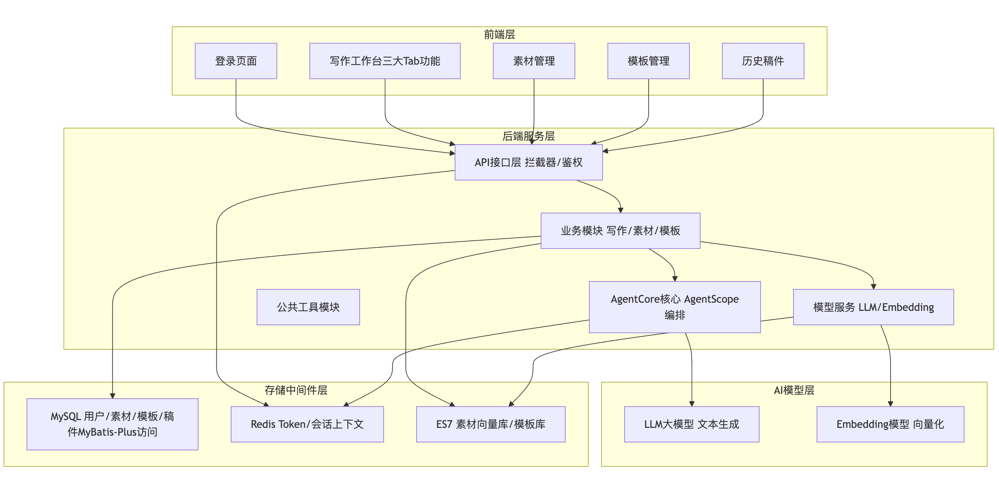 前端层
登录页面
写作工作台三大Tab功能
素材管理
模板管理
历史稿件
后端服务层
API接口层 拦截器/鉴权
业务模块 写作/素材/模板
公共工具模块
AgentCore核心 AgentScope
编排
模型服务 LLM/Embedding
存储中间件层
MySQL 用户/素材/模板/稿
件MyBatis-Plus访问
Redis Token/会话上下文
ES7 素材向量库/模板库
AI模型层
LLM大模型 文本生成
Embedding模型 向量化